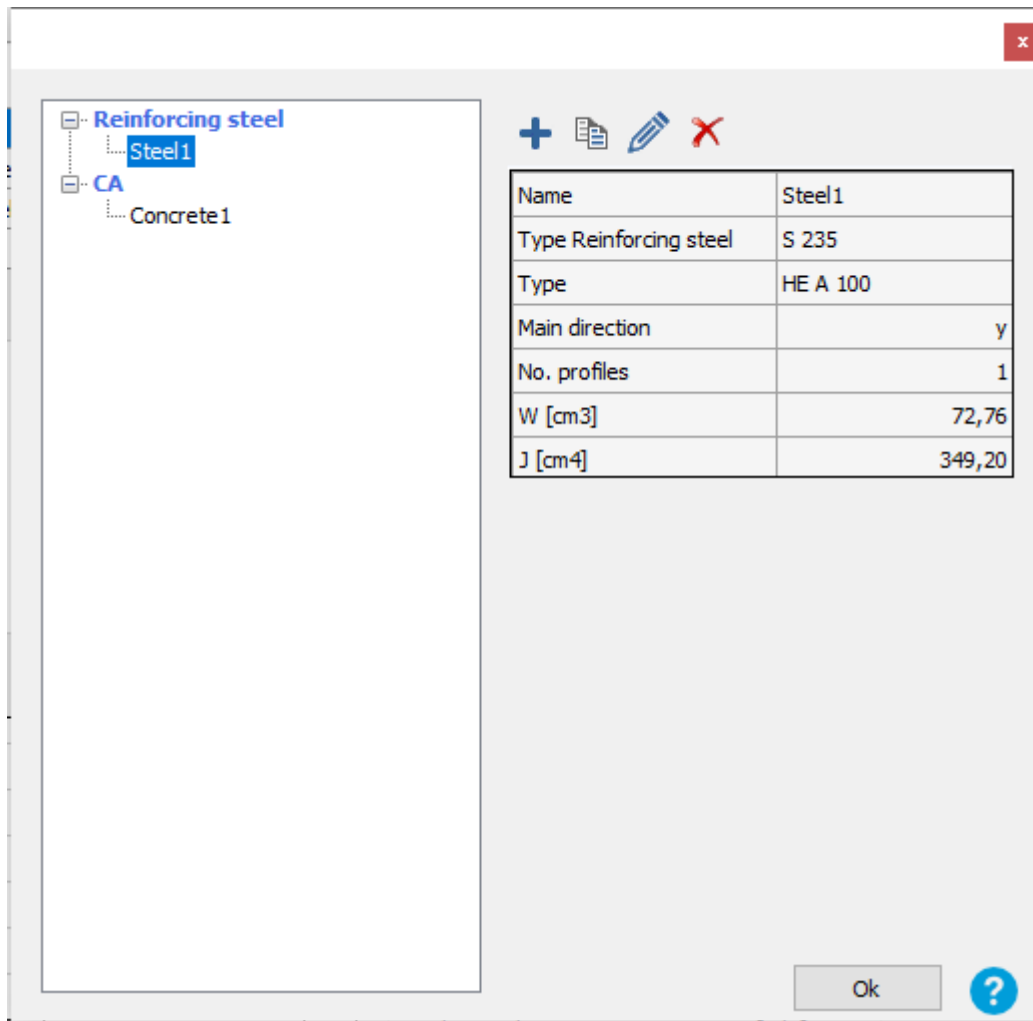 x
Reinforcing steel
Steel1
CA
Concrete1
Name Steel1
Type Reinforcing steel S 235
Type HE A 100
Main direction y
No. profiles 1
W [cm3] 72,76
J [cm4] 349,20
Ok ?